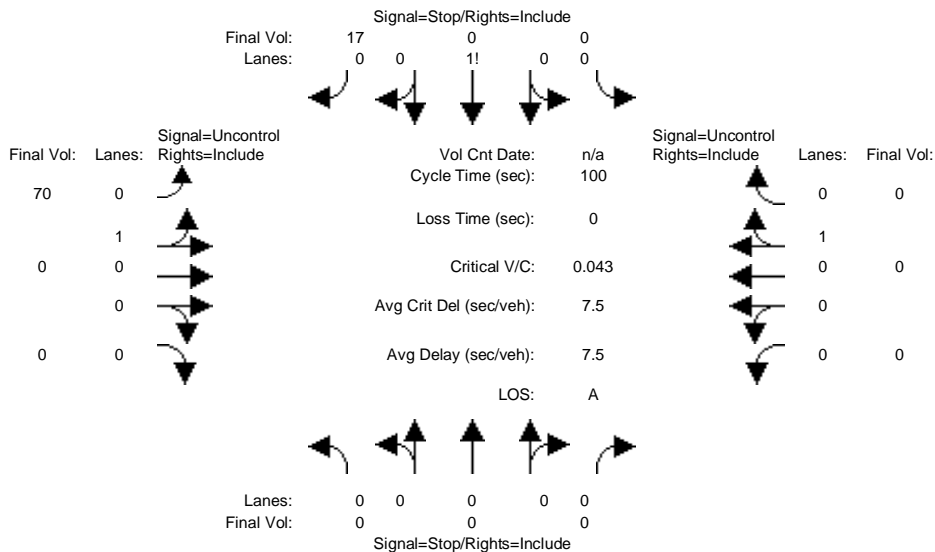 Signal=Stop/Rights=Include
Final Vol: 17 0 0
Lanes: 0 0 1! 0 0
Signal=Uncontrol Signal=Uncontrol
Final Vol: Lanes: Rights=Include Vol Cnt Date: n/a Rights=Include Lanes: Final Vol:
Cycle Time (sec): 100
70 0 0 0
Loss Time (sec): 0
1 1
0 0 Critical V/C: 0.043 0 0
0 Avg Crit Del (sec/veh): 7.5 0
0 0 Avg Delay (sec/veh): 7.5 0 0
LOS: A
Lanes: 0 0 0 0 0
Final Vol: 0 0 0
Signal=Stop/Rights=Include